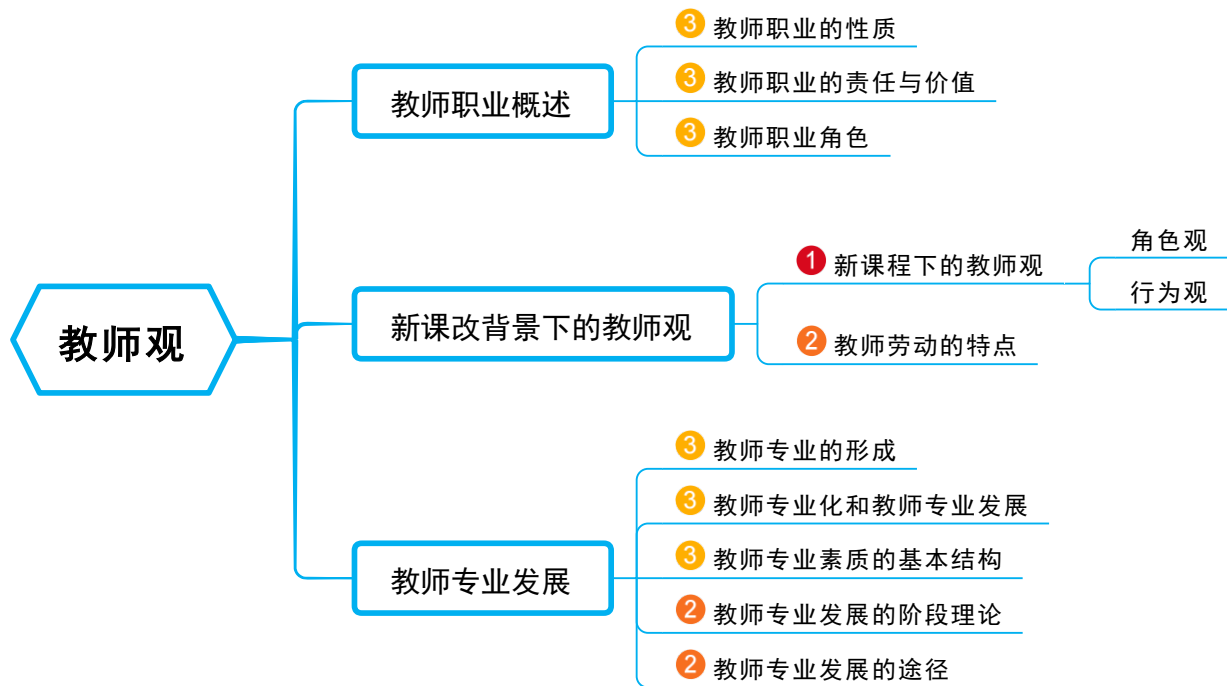 教师观
教师职业概述
③ 教师职业的性质
③ 教师职业的责任与价值
③ 教师职业角色
新课改背景下的教师观
① 新课程下的教师观
角色观
行为观
② 教师劳动的特点
教师专业发展
③ 教师专业的形成
③ 教师专业化和教师专业发展
③ 教师专业素质的基本结构
② 教师专业发展的阶段理论
② 教师专业发展的途径